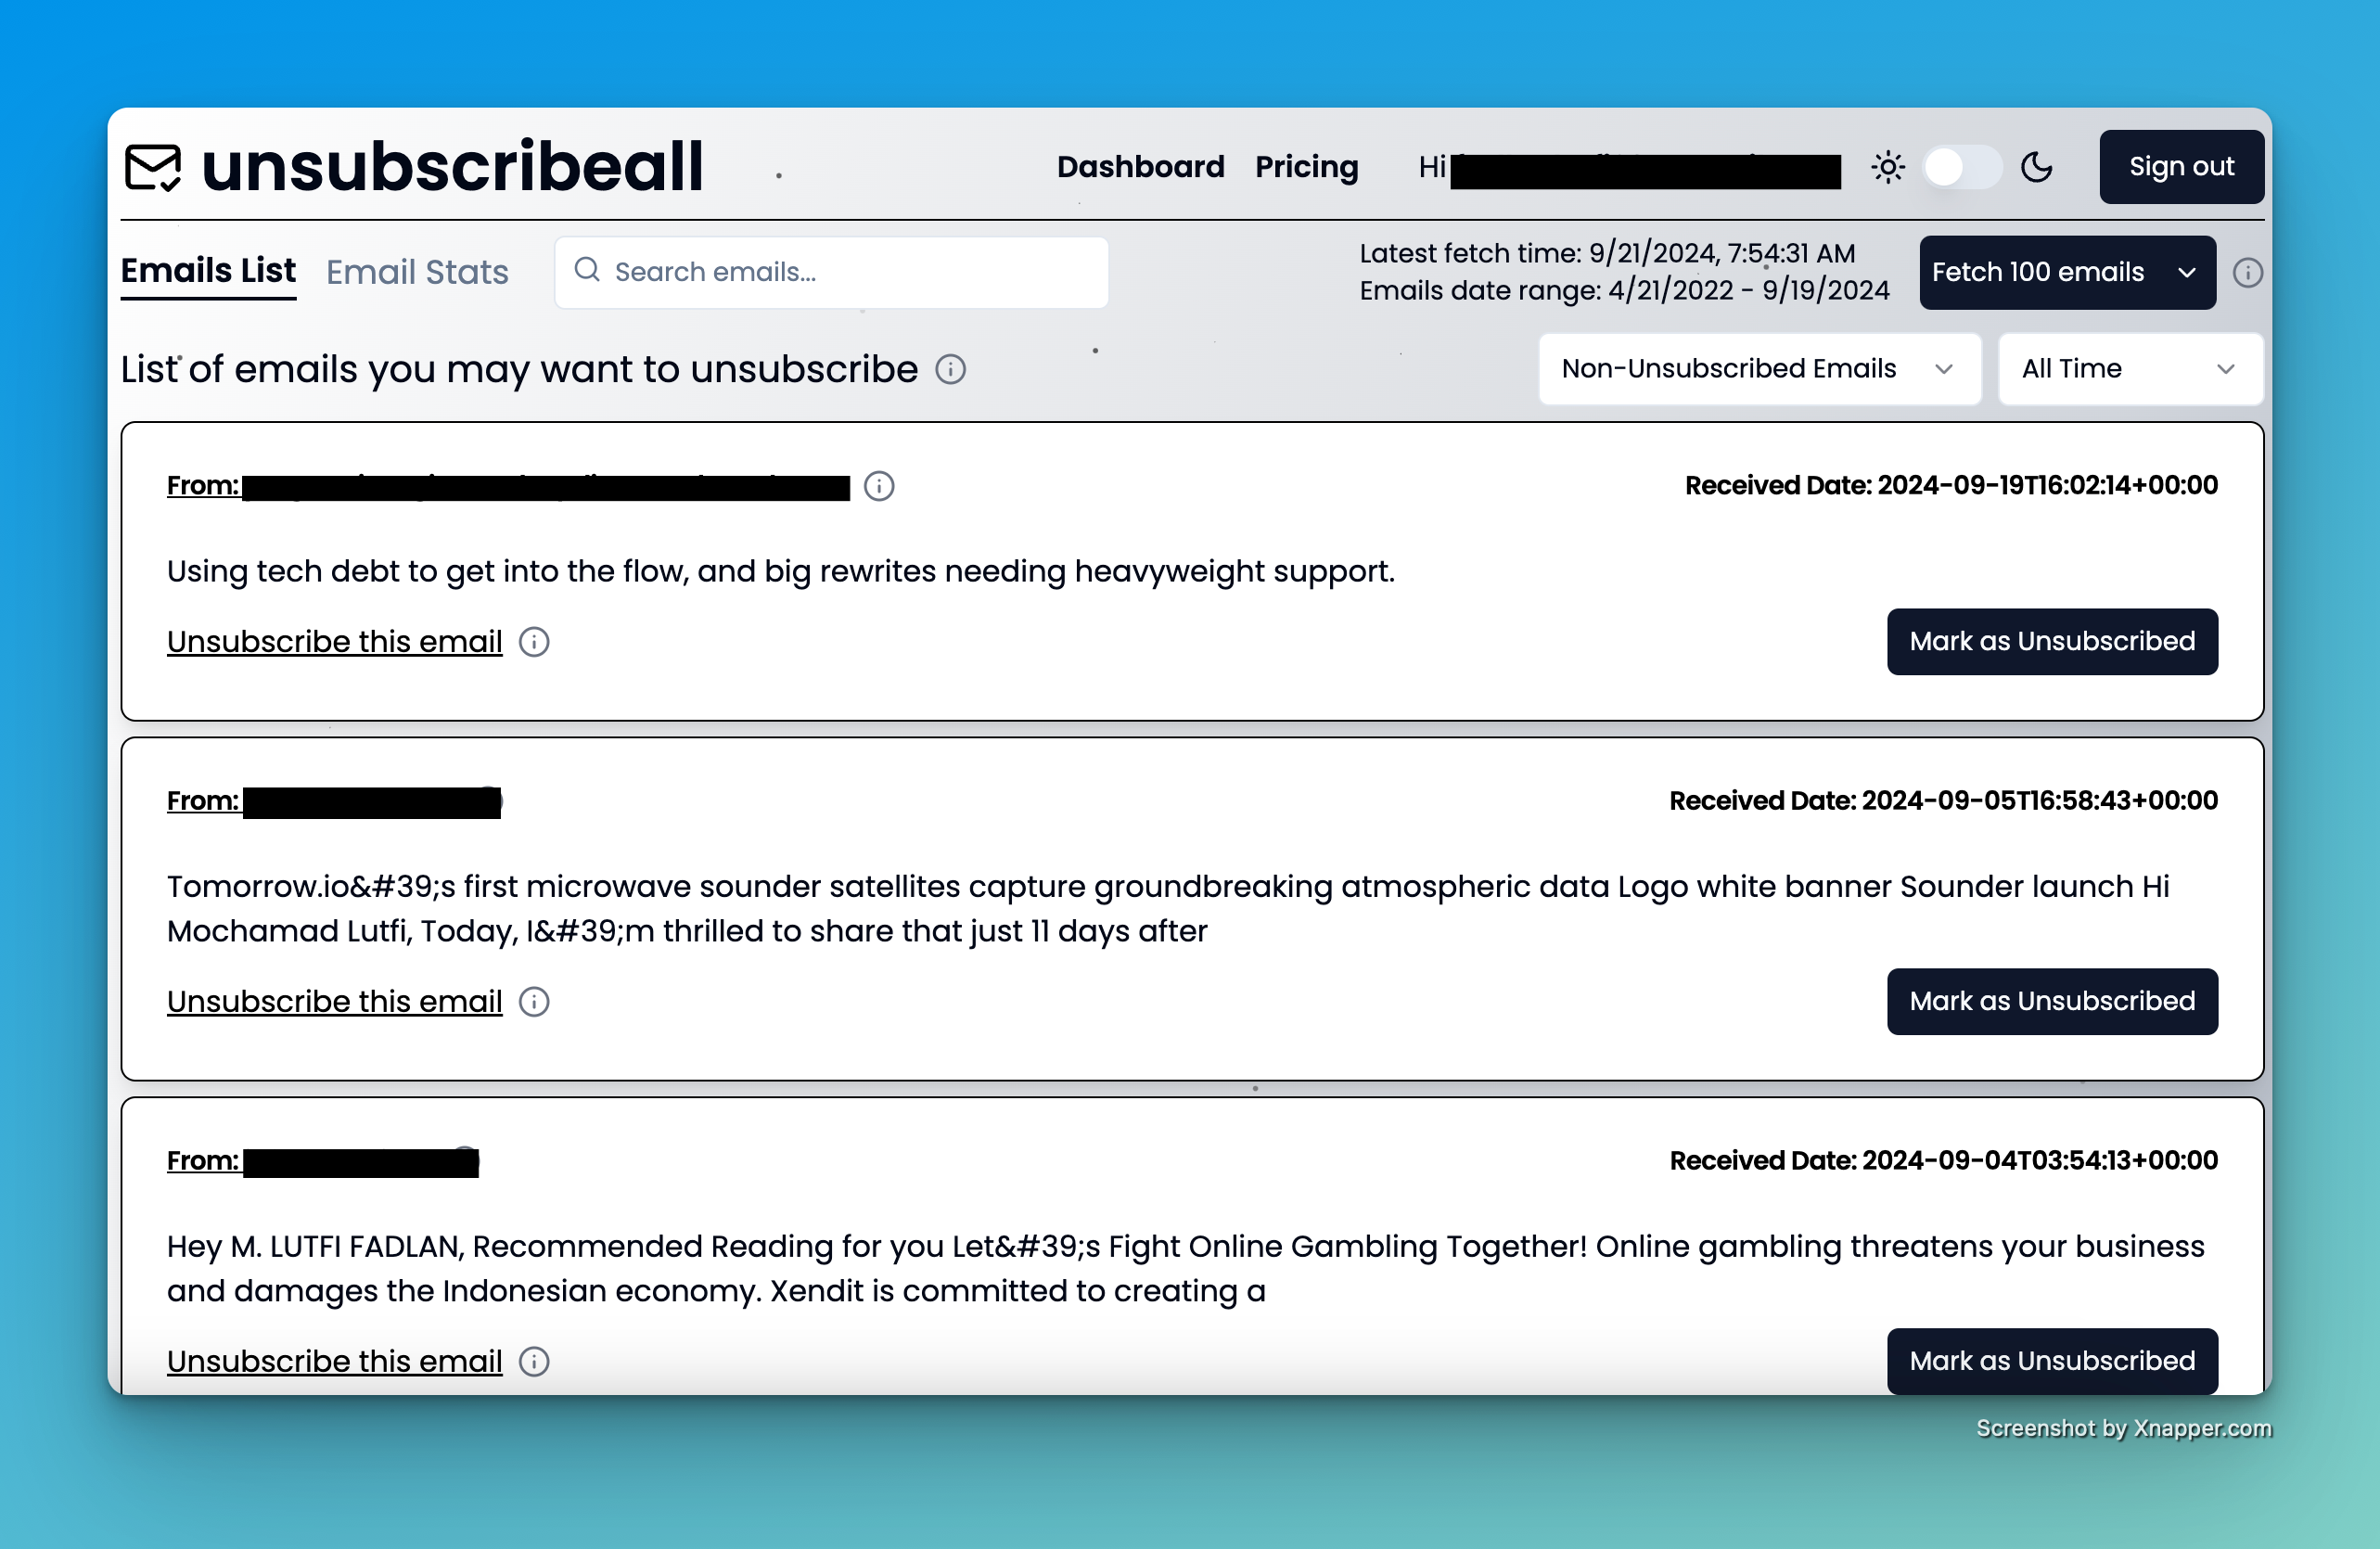 unsubscribeall
Dashboard Pricing Hi Sign out
Emails List Email Stats Search emails... Latest fetch time: 9/21/2024, 7:54:31 AM
Emails date range: 4/21/2022 - 9/19/2024 Fetch 100 emails
List of emails you may want to unsubscribe Non-Unsubscribed Emails All Time
From: Received Date: 2024-09-19T16:02:14+00:00
Using tech debt to get into the flow, and big rewrites needing heavyweight support.
Unsubscribe this email Mark as Unsubscribed
From: Received Date: 2024-09-05T16:58:43+00:00
Tomorrow.io&#39;s first microwave sounder satellites capture groundbreaking atmospheric data Logo white banner Sounder launch Hi
Mochamad Lutfi, Today, I&#39;m thrilled to share that just 11 days after
Unsubscribe this email Mark as Unsubscribed
From: Received Date: 2024-09-04T03:54:13+00:00
Hey M. LUTFI FADLAN, Recommended Reading for you Let&#39;s Fight Online Gambling Together! Online gambling threatens your business
and damages the Indonesian economy. Xendit is committed to creating a
Unsubscribe this email Mark as Unsubscribed
Screenshot by Xnapper.com